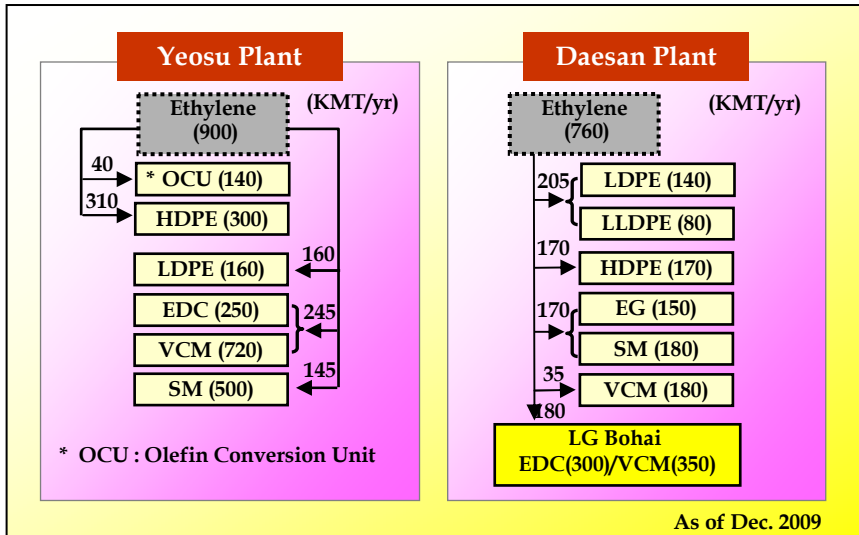 Yeosu Plant
Ethylene
(900)
(KMT/yr)
40
* OCU (140)
310
HDPE (300)
160
LDPE (160)
EDC (250)
245
VCM (720)
145
SM (500)
* OCU : Olefin Conversion Unit
Daesan Plant
Ethylene
(760)
(KMT/yr)
205
LDPE (140)
LLDPE (80)
170
HDPE (170)
EG (150)
170
SM (180)
35
VCM (180)
180
LG Bohai
EDC(300)/VCM(350)
As of Dec. 2009